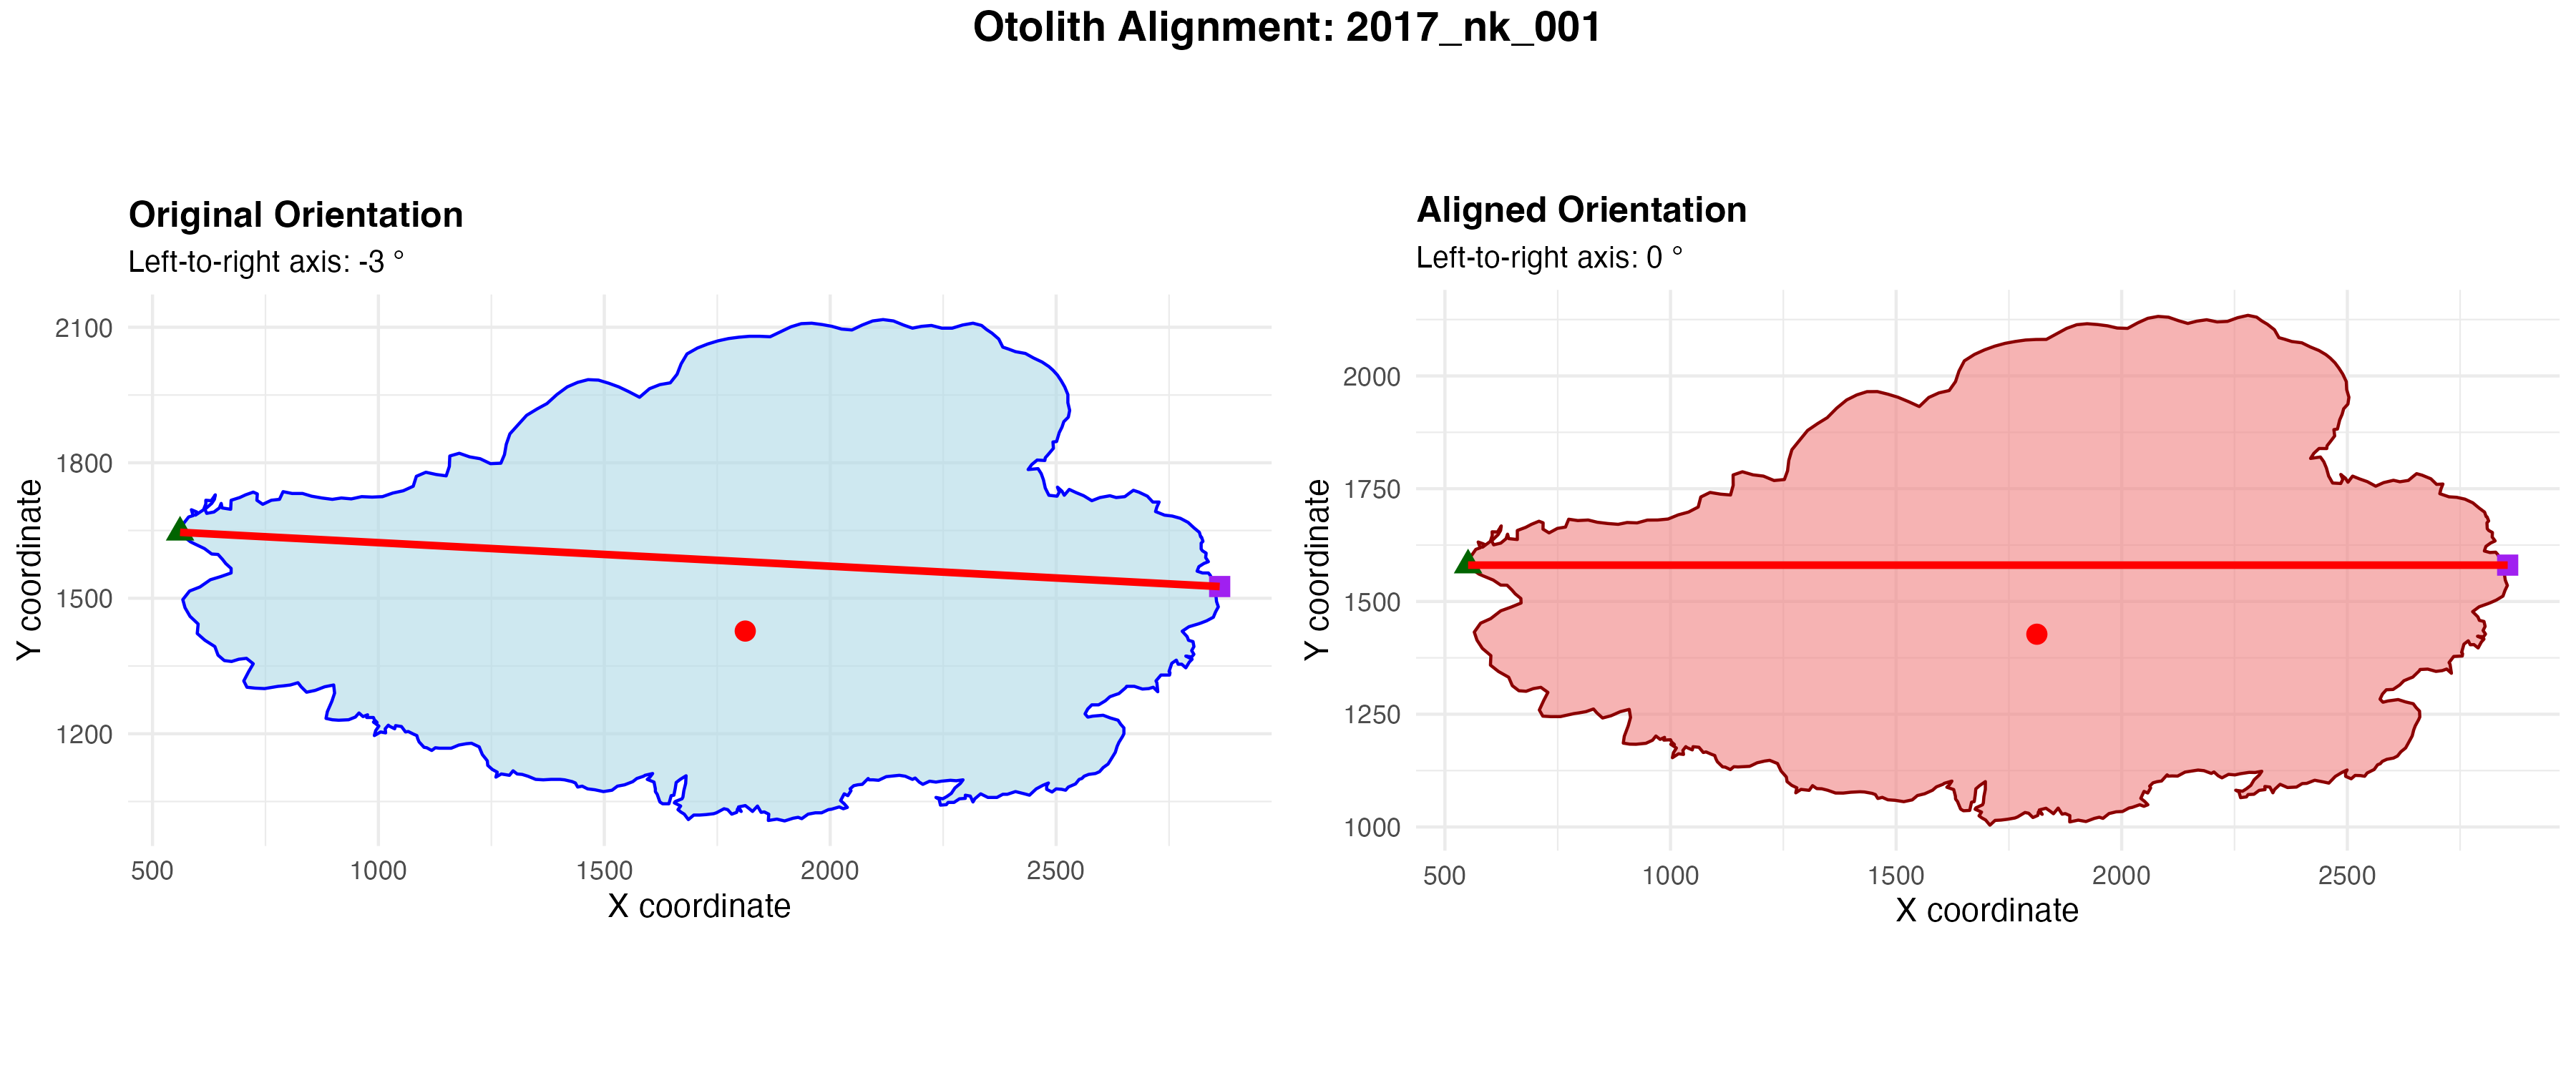 Otolith Alignment: 2017_nk_001
Original Orientation
Left-to-right axis: -3 °
2100
1800
1500
1200
Y coordinate
500 1000 1500 2000 2500
X coordinate
Aligned Orientation
Left-to-right axis: 0 °
2000
1750
1500
1250
1000
Y coordinate
500 1000 1500 2000 2500
X coordinate